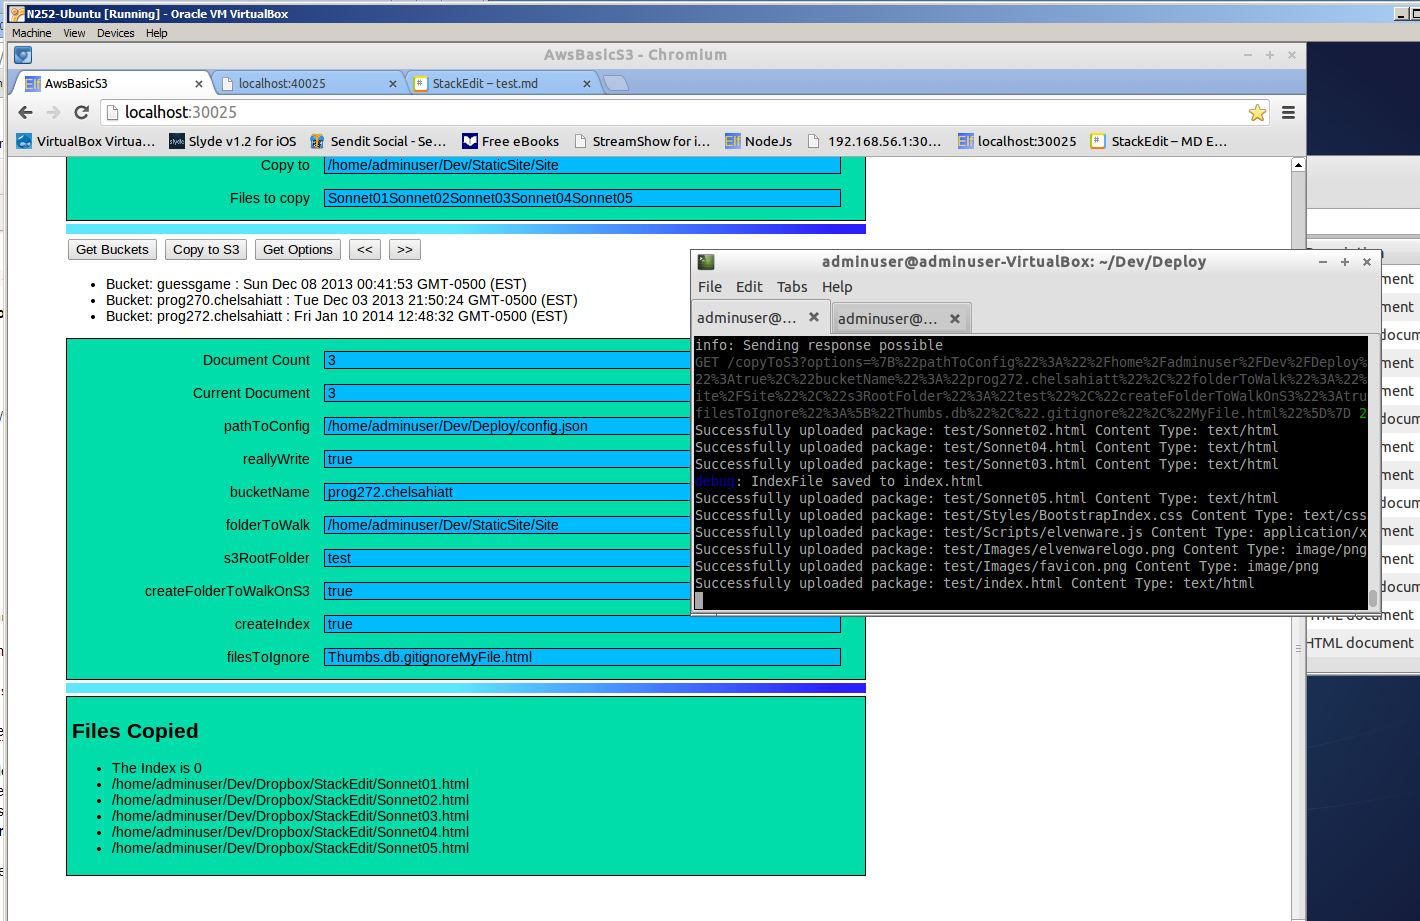 N252-Ubuntu [Running] - Oracle VM VirtualBox
Machine View Devices Help
AwsBasicS3 - Chromium
AwsBasicS3 localhost:40025 StackEdit – test.md
localhost:30025
VirtualBox Virtua... Slyde v1.2 for iOS Sendit Social - Se... Free eBooks StreamShow for i... NodeJs 192.168.56.1:30... localhost:30025 StackEdit – MD E...
Copy to /home/adminuser/Dev/StaticSite/Site
Files to copy Sonnet01Sonnet02Sonnet03Sonnet04Sonnet05
Get Buckets Copy to S3 Get Options << >>
Bucket: guessgame : Sun Dec 08 2013 00:41:53 GMT-0500 (EST)
Bucket: prog270.chelsahiatt : Tue Dec 03 2013 21:50:24 GMT-0500 (EST)
Bucket: prog272.chelsahiatt : Fri Jan 10 2014 12:48:32 GMT-0500 (EST)
Document Count 3
Current Document 3
pathToConfig /home/adminuser/Dev/Deploy/config.json
reallyWrite true
bucketName prog272.chelsahiatt
folderToWalk /home/adminuser/Dev/StaticSite/Site
s3RootFolder test
createFolderToWalkOnS3 true
createIndex true
filesToIgnore Thumbs.db.gitignoreMyFile.html
Files Copied
The Index is 0
/home/adminuser/Dev/Dropbox/StackEdit/Sonnet01.html
/home/adminuser/Dev/Dropbox/StackEdit/Sonnet02.html
/home/adminuser/Dev/Dropbox/StackEdit/Sonnet03.html
/home/adminuser/Dev/Dropbox/StackEdit/Sonnet04.html
/home/adminuser/Dev/Dropbox/StackEdit/Sonnet05.html
adminuser@adminuser-VirtualBox: ~/Dev/Deploy
File Edit Tabs Help
adminuser@... adminuser@...
info: Sending response possible
GET /copyToS3?options=%7B%22pathToConfig%22%3A%22%2Fhome%2Fadminuser%2FDev%2FDeploy%
22%3Atrue%2C%22bucketName%22%3A%22prog272.chelsahiatt%22%2C%22folderToWalk%22%3A%22%
ite%2FSite%22%2C%22s3RootFolder%22%3A%22test%22%2C%22createFolderToWalkOnS3%22%3Atru
filesToIgnore%22%3A%5B%22Thumbs.db%22%2C%22.gitignore%22%2C%22MyFile.html%22%5D%7D 2
Successfully uploaded package: test/Sonnet02.html Content Type: text/html
Successfully uploaded package: test/Sonnet04.html Content Type: text/html
Successfully uploaded package: test/Sonnet03.html Content Type: text/html
debug: IndexFile saved to index.html
Successfully uploaded package: test/Sonnet05.html Content Type: text/html
Successfully uploaded package: test/Styles/BootstrapIndex.css Content Type: text/css
Successfully uploaded package: test/Scripts/elvenware.js Content Type: application/x
Successfully uploaded package: test/Images/elvenwarelogo.png Content Type: image/png
Successfully uploaded package: test/Images/favicon.png Content Type: image/png
Successfully uploaded package: test/index.html Content Type: text/html
HTML document